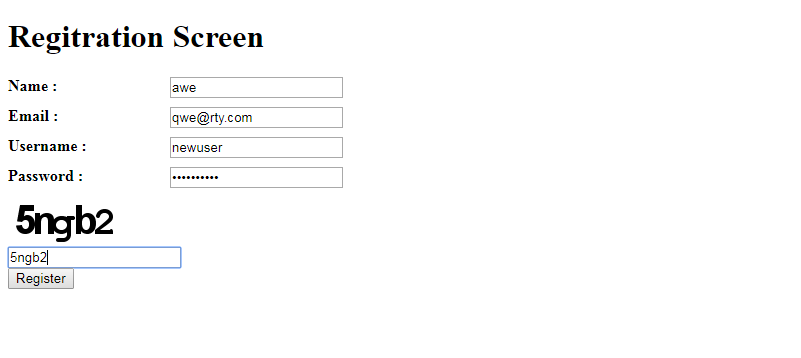 Regitration Screen
Name : awe
Email : qwe@rty.com
Username : newuser
Password : ••••••••••
5ngb2
5ngb2
Register